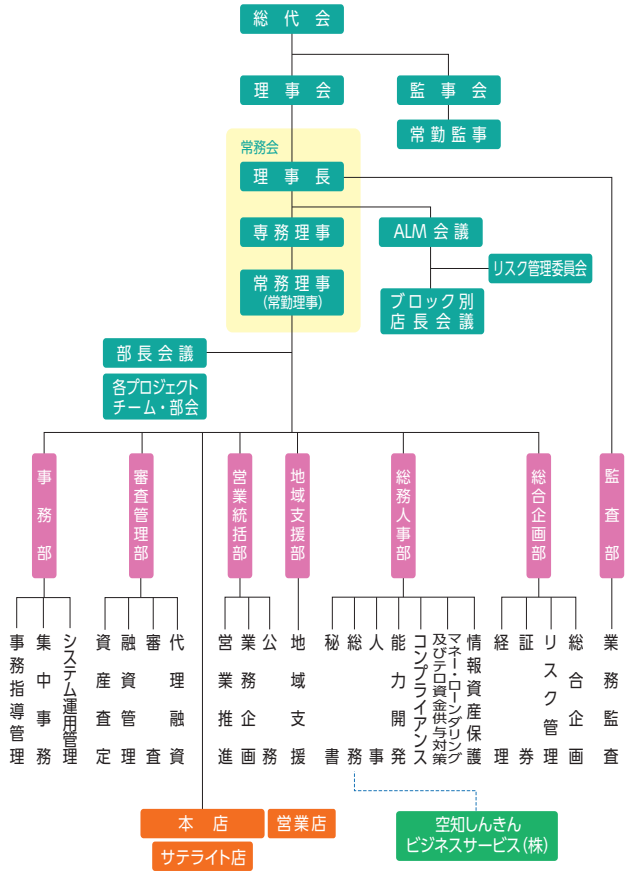 総代会
理事会
監事会
常勤監事
常務会
理事長
専務理事
ALM会議
リスク管理委員会
常務理事
(常勤理事)
ブロック別
店長会議
部長会議
各プロジェクト
チーム・部会
事務部
審査管理部
営業統括部
地域支援部
総務人事部
総合企画部
監査部
事務指導管理
集中事務
システム運用管理
資産査定
融資管理
審査
代理融資
営業推進
業務企画
公務
地域支援
秘書
総務
人事
能力開発
コンプライアンス
マネー・ローンダリング
及びテロ資金供与対策
情報資産保護
経理
証券
リスク管理
総合企画
業務監査
本店
営業店
サテライト店
空知しんきん
ビジネスサービス(株)